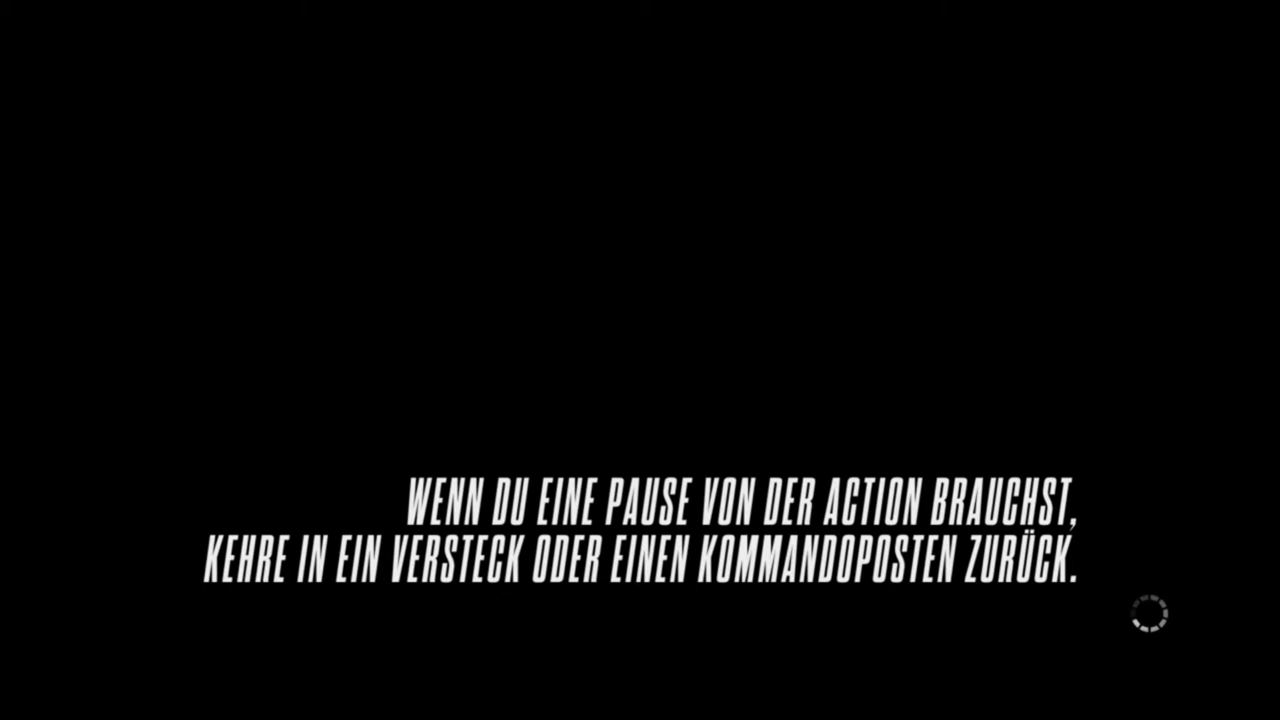 WENN DU EINE PAUSE VON DER ACTION BRAUCHST,
KEHRE IN EIN VERSTECK ODER EINEN KOMMANDOPOSTEN ZURÜCK.